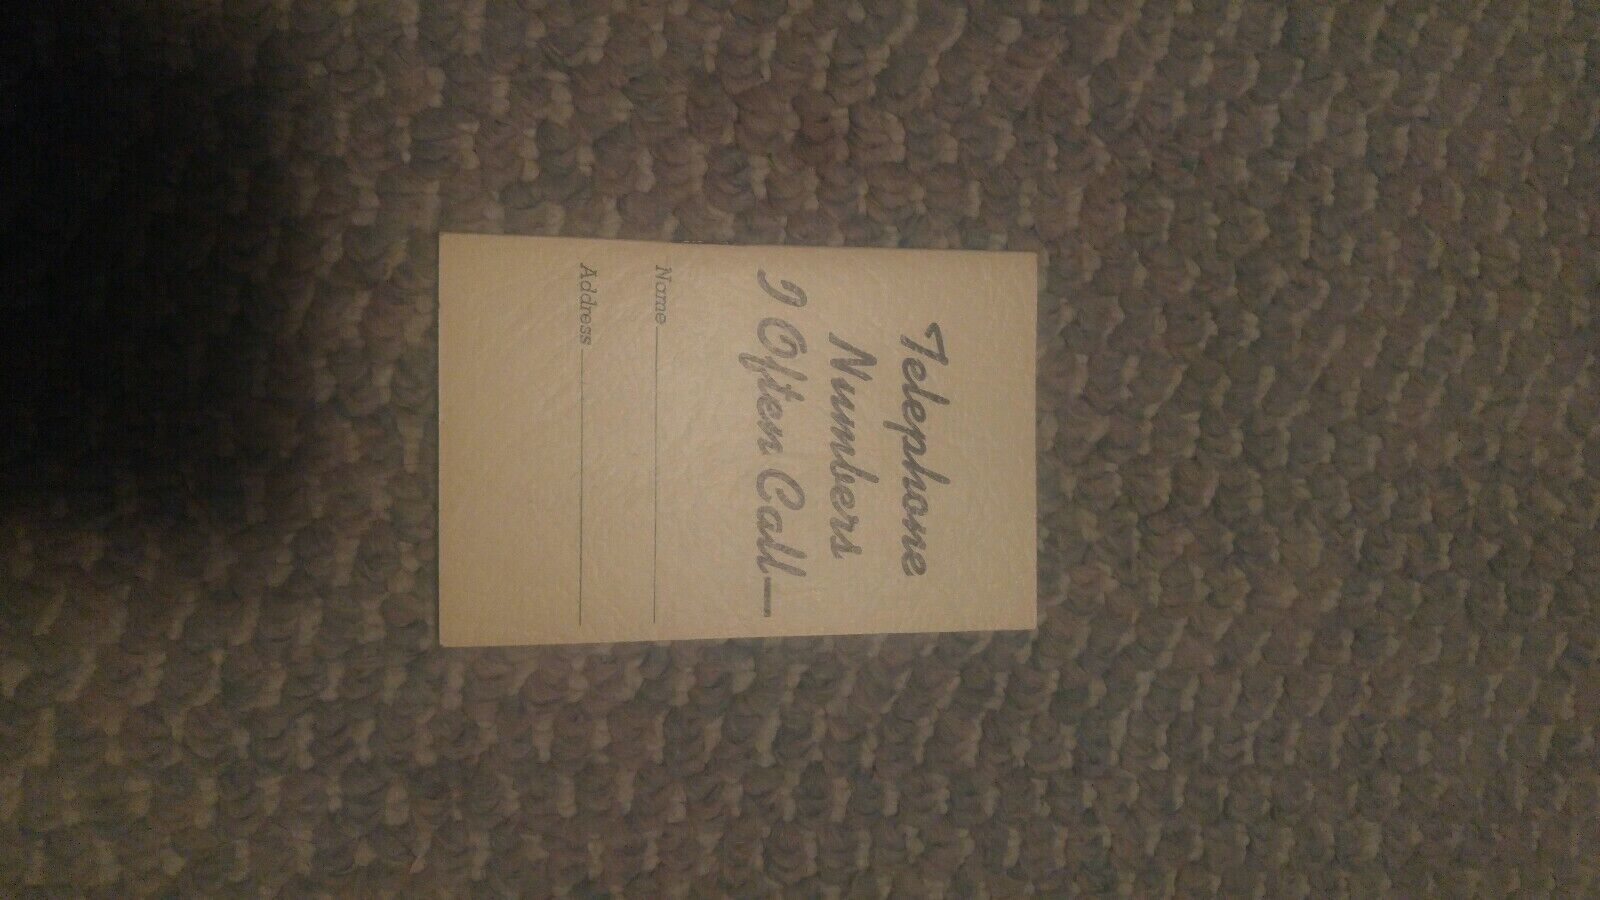 Telephone
Numbers
I Often Call—
Name
Address